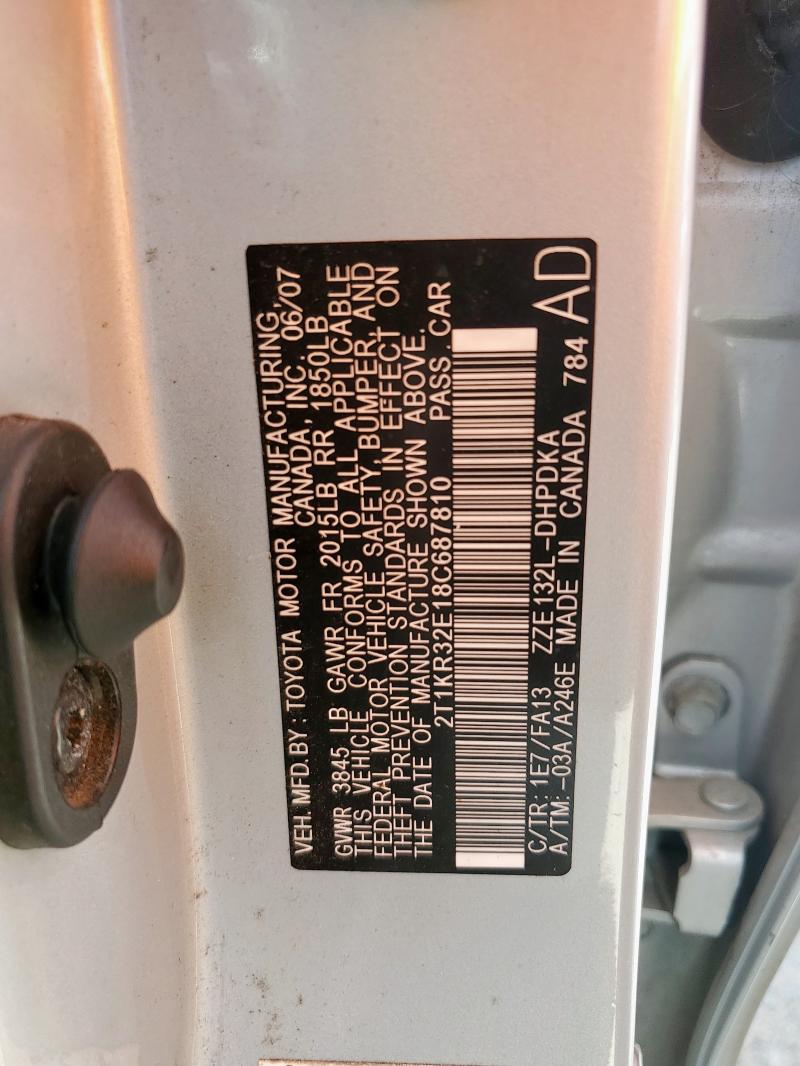 VEH. MFD.BY : TOYOTA MOTOR MANUFACTURING,
CANADA, INC. 06/07
GVWR 3845 LB GAWR FR 2015LB RR 1850LB
THIS VEHICLE CONFORMS TO ALL APPLICABLE
FEDERAL MOTOR VEHICLE SAFETY, BUMPER, AND
THEFT PREVENTION STANDARDS IN EFFECT ON
THE DATE OF MANUFACTURE SHOWN ABOVE.
2T1KR32E18C687810 PASS. CAR
C/TR: 1E7/FA13 ZZE132L-DHPDKA
A/TM: -03A/A246E MADE IN CANADA 784 AD